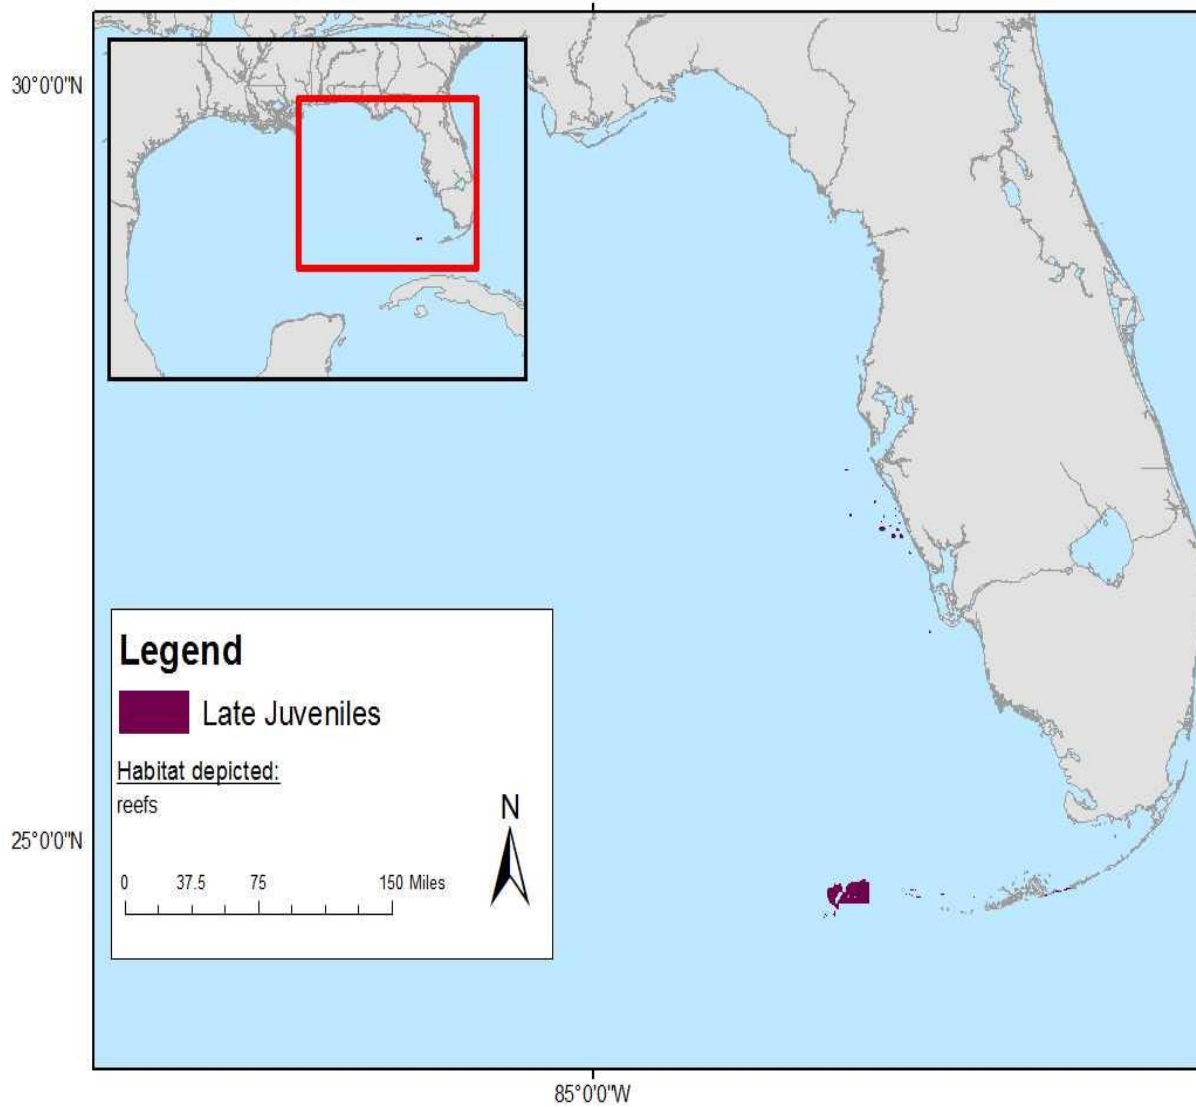 30°0'0"N
Legend
Late Juveniles
Habitat depicted:
reefs
N
0 37.5 75 150 Miles
25°0'0"N
85°0'0"W